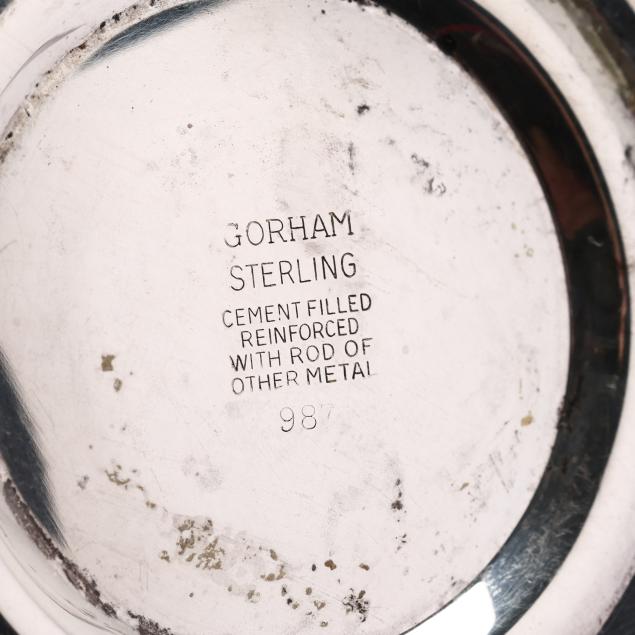 GORHAM
STERLING
CEMENT FILLED
REINFORCED
WITH ROD OF
OTHER METAL
987